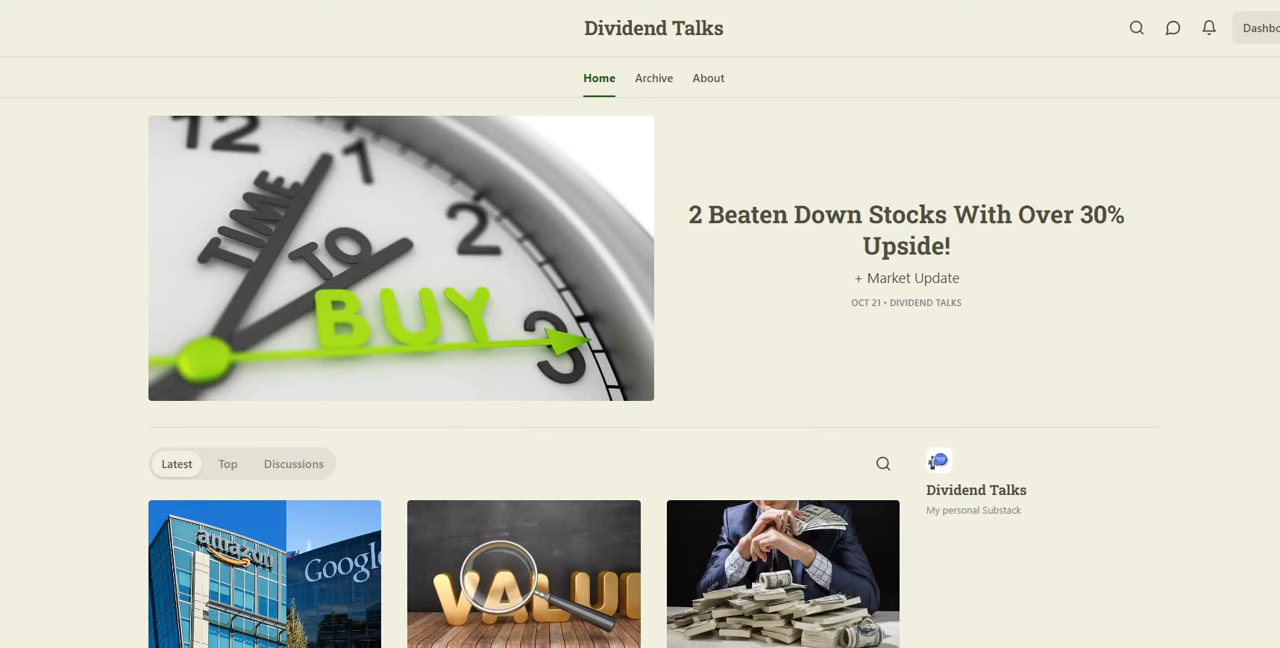 Dividend Talks
Dashbo
Home Archive About
12
1
2
3
TIME
TO
BUY
2 Beaten Down Stocks With Over 30%
Upside!
+ Market Update
OCT 21 • DIVIDEND TALKS
Latest Top Discussions
Dividend Talks
My personal Substack
amazon
Google
VALU